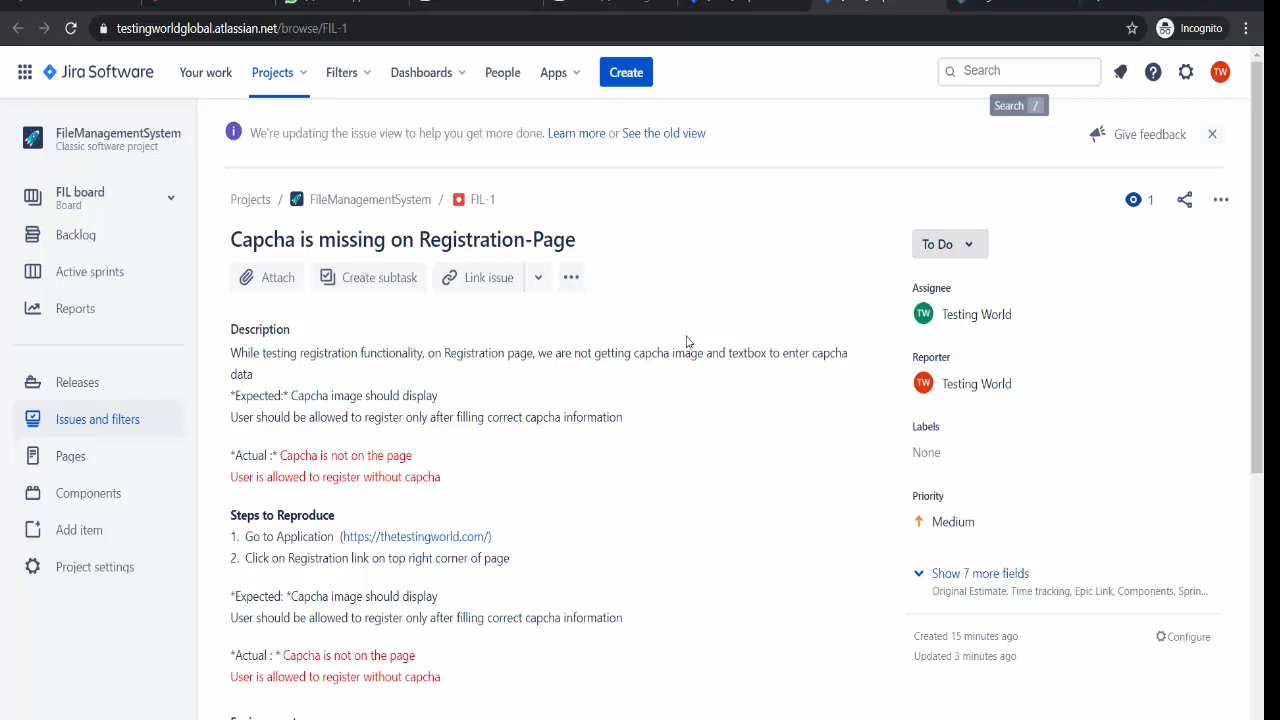 testingworldglobal.atlassian.net/browse/FIL-1
Incognito
Jira Software
Your work
Projects
Filters
Dashboards
People
Apps
Create
Search
TW
Search /
FileManagementSystem
Classic software project
We're updating the issue view to help you get more done. Learn more or See the old view
Give feedback
FIL board
Board
Backlog
Active sprints
Reports
Releases
Issues and filters
Pages
Components
Add item
Project settings
Projects / FileManagementSystem / FIL-1
1
Capcha is missing on Registration-Page
Attach
Create subtask
Link issue
Description
While testing registration functionality, on Registration page, we are not getting capcha image and textbox to enter capcha
data
*Expected:* Capcha image should display
User should be allowed to register only after filling correct capcha information
*Actual :* Capcha is not on the page
User is allowed to register without capcha
Steps to Reproduce
1. Go to Application (https://thetestingworld.com/)
2. Click on Registration link on top right corner of page
*Expected: *Capcha image should display
User should be allowed to register only after filling correct capcha information
*Actual : * Capcha is not on the page
User is allowed to register without capcha
To Do
Assignee
TW Testing World
Reporter
TW Testing World
Labels
None
Priority
Medium
Show 7 more fields
Original Estimate, Time tracking, Epic Link, Components, Sprin...
Created 15 minutes ago
Configure
Updated 3 minutes ago